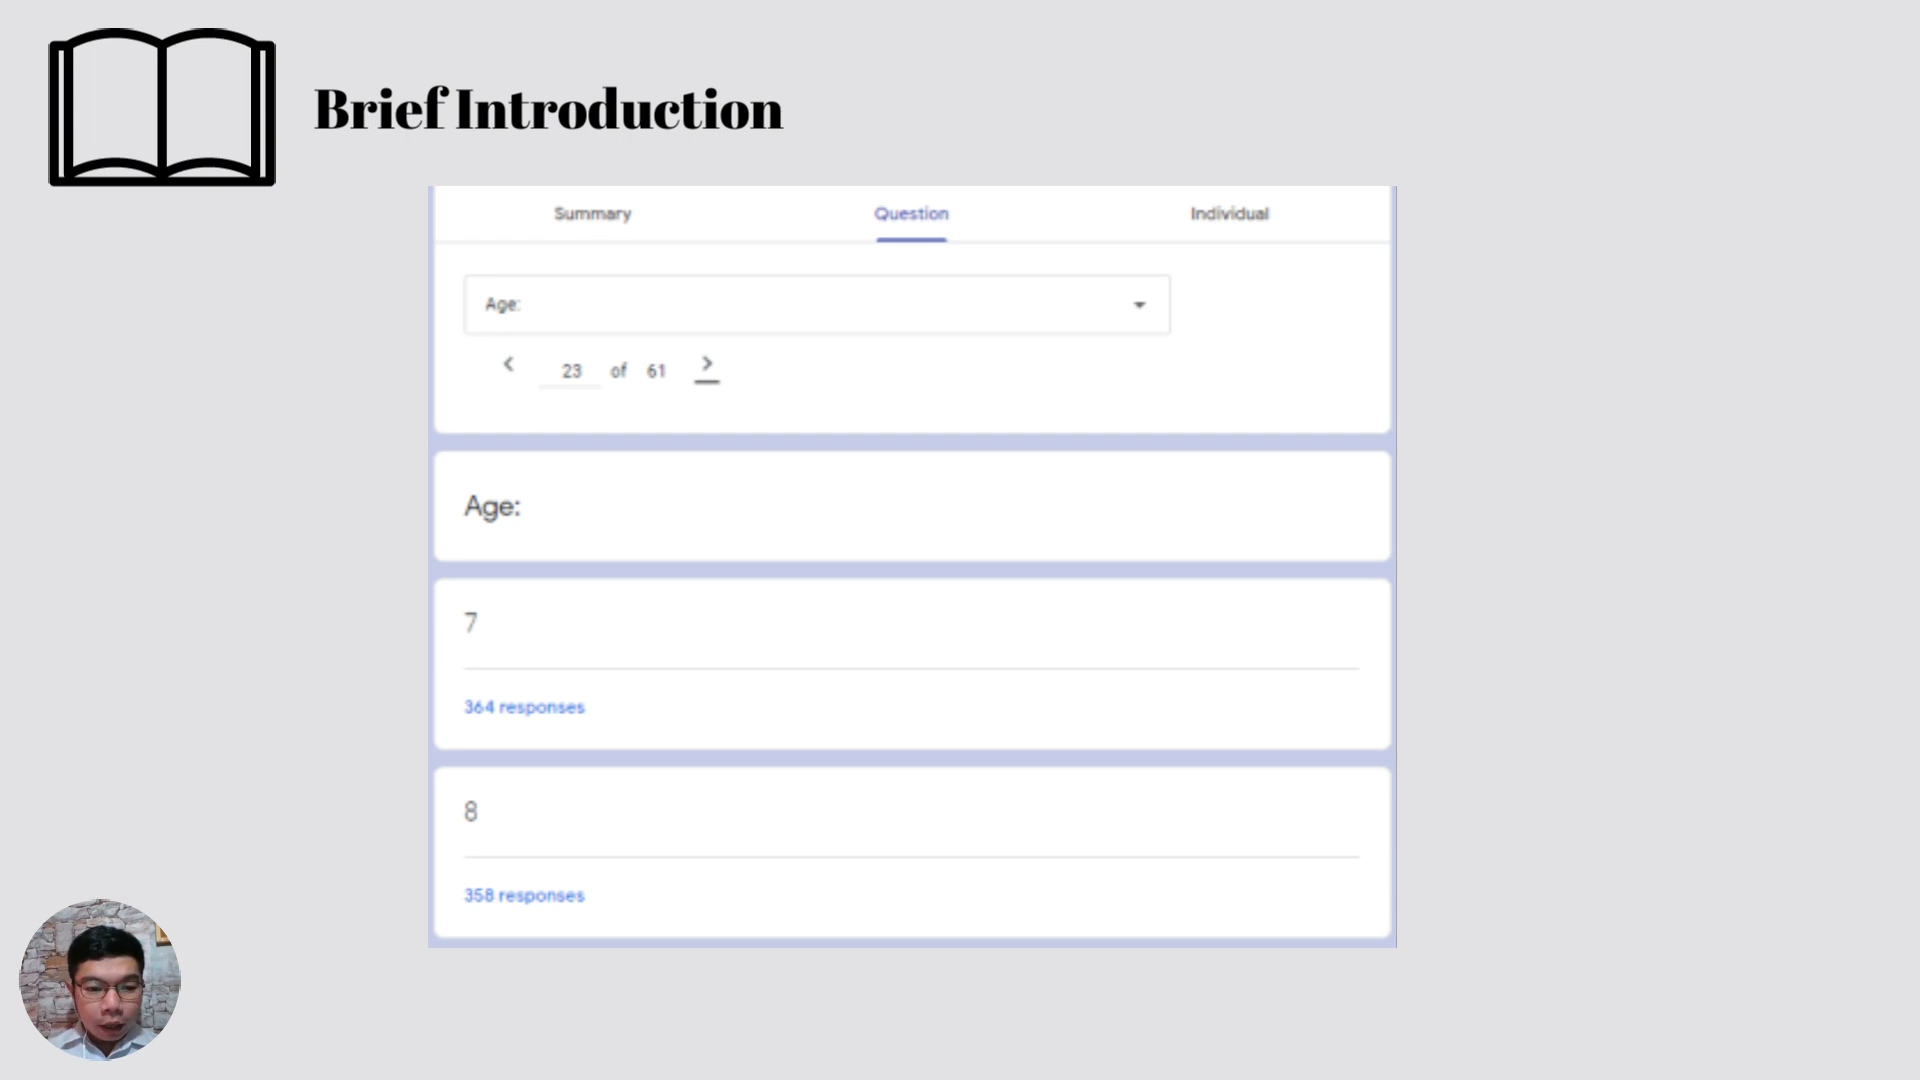 Brief Introduction
Summary Question Individual
Age:
23 of 61
Age:
7
364 responses
8
358 responses